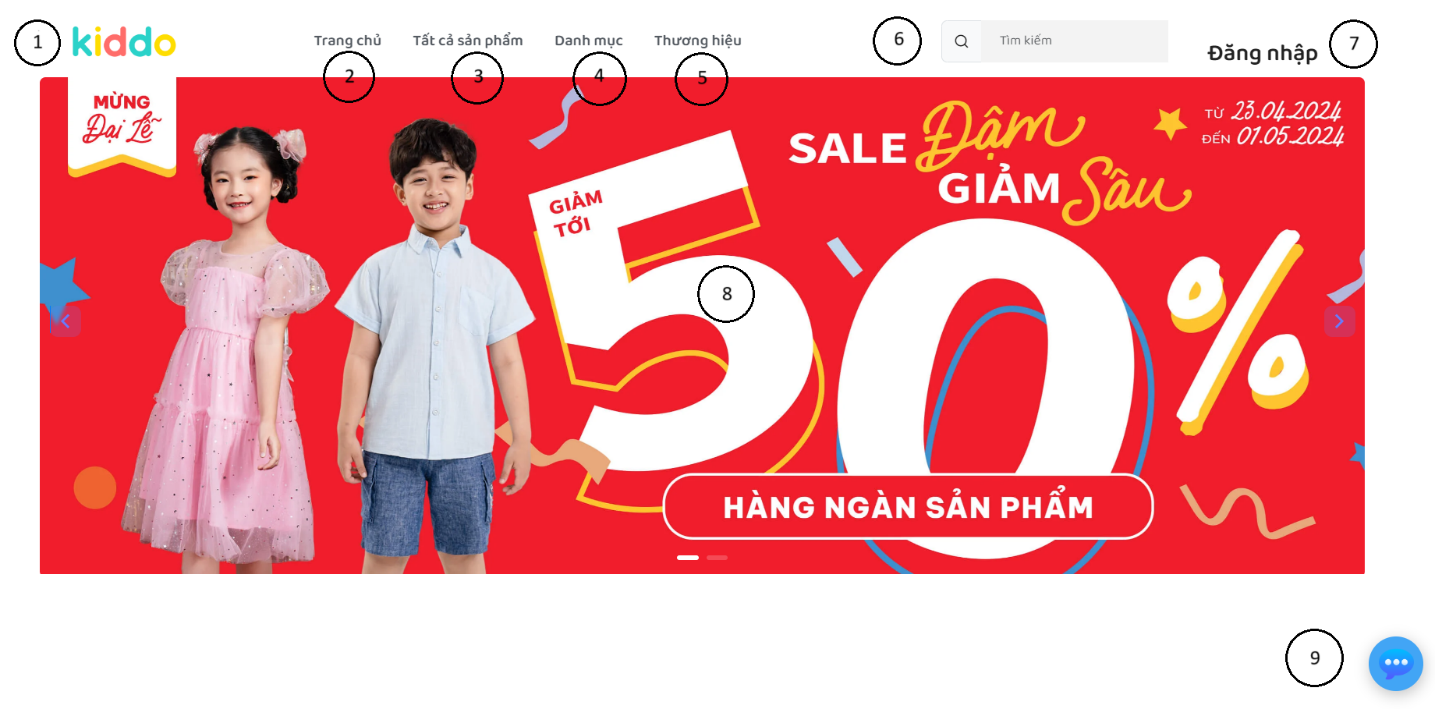 1
kiddo
Trang chủ
Tất cả sản phẩm
Danh mục
Thương hiệu
6
Tìm kiếm
Đăng nhập
7
2
3
4
5
MỪNG
Đại Lễ
SALE Đậm
GIẢM Sâu
TỪ 23.04.2024
ĐẾN 01.05.2024
GIẢM
TỚI
50%
8
HÀNG NGÀN SẢN PHẨM
9